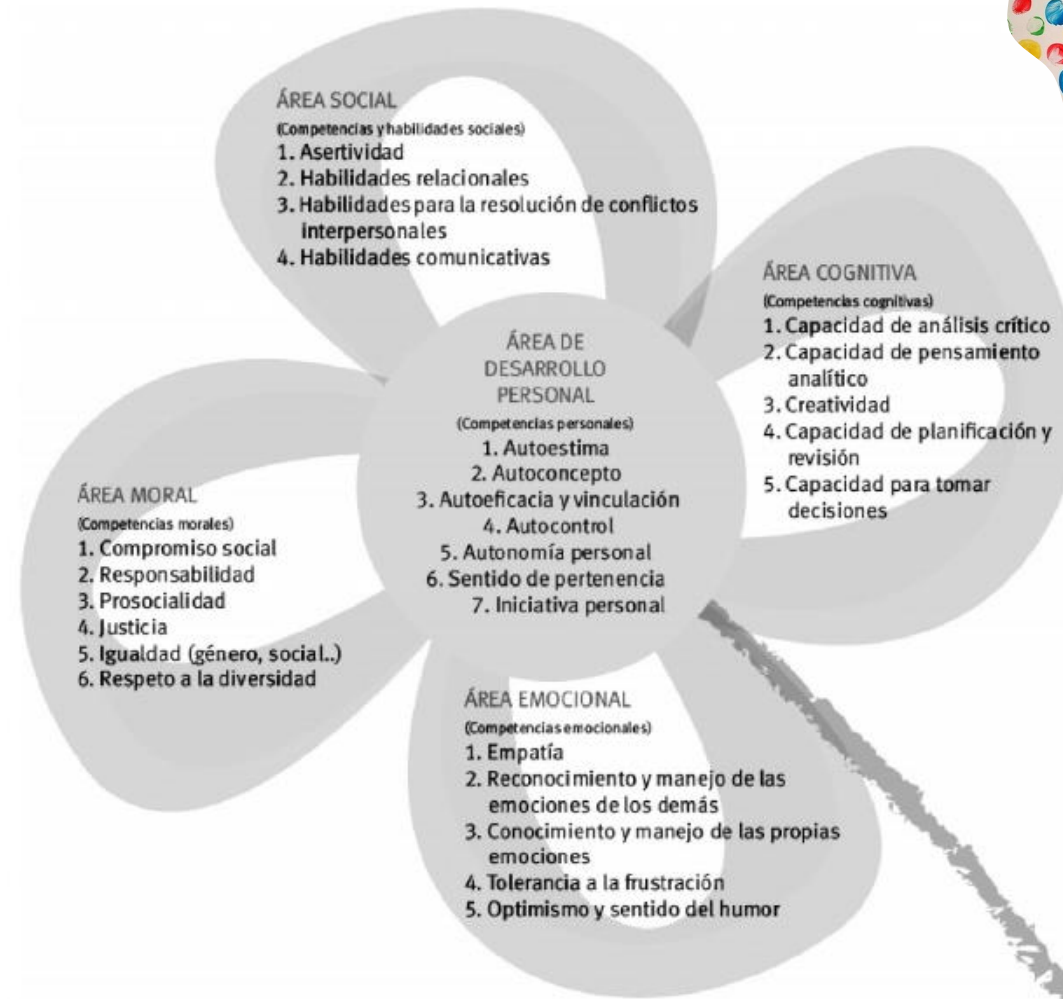 ÁREA SOCIAL
(Competencias y habilidades sociales)
1. Asertividad
2. Habilidades relacionales
3. Habilidades para la resolución de conflictos
interpersonales
4. Habilidades comunicativas
ÁREA COGNITIVA
(Competencias cognitivas)
1. Capacidad de análisis crítico
2. Capacidad de pensamiento
analítico
3. Creatividad
4. Capacidad de planificación y
revisión
5. Capacidad para tomar
decisiones
ÁREA DE
DESARROLLO
PERSONAL
(Competencias personales)
1. Autoestima
2. Autoconcepto
3. Autoeficacia y vinculación
4. Autocontrol
5. Autonomía personal
6. Sentido de pertenencia
7. Iniciativa personal
ÁREA MORAL
(Competencias morales)
1. Compromiso social
2. Responsabilidad
3. Prosocialidad
4. Justicia
5. Igualdad (género, social..)
6. Respeto a la diversidad
ÁREA EMOCIONAL
(Competencias emocionales)
1. Empatía
2. Reconocimiento y manejo de las
emociones de los demás
3. Conocimiento y manejo de las propias
emociones
4. Tolerancia a la frustración
5. Optimismo y sentido del humor